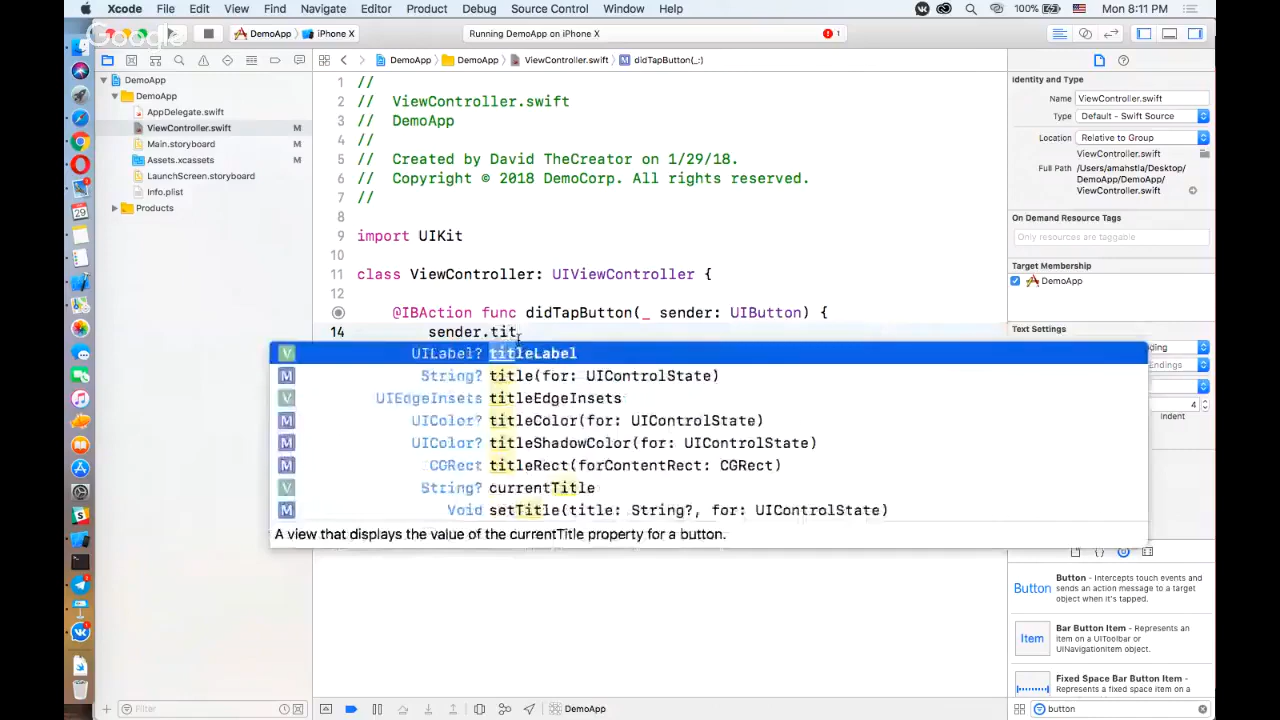 Xcode File Edit View Find Navigate Editor Product Debug Source Control Window Help 100% Mon 8:11 PM
Google
DemoApp iPhone X Running DemoApp on iPhone X 1
DemoApp DemoApp ViewController.swift didTapButton(_:)
DemoApp
DemoApp
AppDelegate.swift
ViewController.swift M
Main.storyboard M
Assets.xcassets M
LaunchScreen.storyboard
Info.plist
Products
1 //
2 // ViewController.swift
3 // DemoApp
4 //
5 // Created by David TheCreator on 1/29/18.
6 // Copyright © 2018 DemoCorp. All rights reserved.
7 //
8
9 import UIKit
10
11 class ViewController: UIViewController {
12
13 @IBAction func didTapButton(_ sender: UIButton) {
14 sender.tit
V UILabel? titleLabel
M String? title(for: UIControlState)
V UIEdgeInsets titleEdgeInsets
M UIColor? titleColor(for: UIControlState)
M UIColor? titleShadowColor(for: UIControlState)
M CGRect titleRect(forContentRect: CGRect)
V String? currentTitle
M Void setTitle(title: String?, for: UIControlState)
A view that displays the value of the currentTitle property for a button.
Identity and Type
Name ViewController.swift
Type Default - Swift Source
Location Relative to Group
ViewController.swift
Full Path /Users/amahstla/Desktop/
DemoApp/DemoApp/
ViewController.swift
On Demand Resource Tags
Only resources are taggable
Target Membership
DemoApp
Text Settings
4
Indent
Button
Button - Intercepts touch events and
sends an action message to a target
object when it's tapped.
Item
Bar Button Item - Represents an
item on a UIToolbar or
UINavigationItem object.
Fixed Space Bar Button Item -
Represents a fixed space item on a
Filter
DemoApp
button